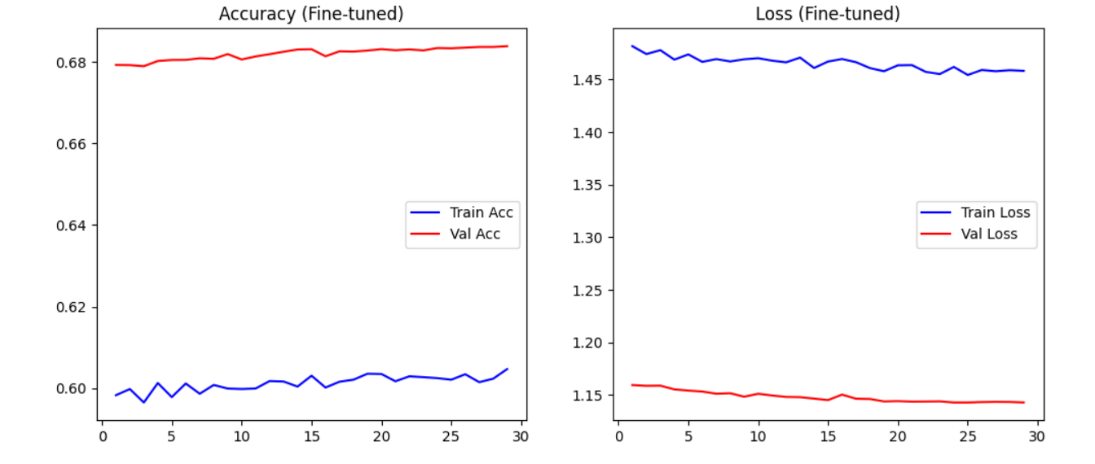 Accuracy (Fine-tuned)
0.68
0.66
0.64
0.62
0.60
Train Acc
Val Acc
0 5 10 15 20 25 30
Loss (Fine-tuned)
1.45
1.40
1.35
1.30
1.25
1.20
1.15
Train Loss
Val Loss
0 5 10 15 20 25 30